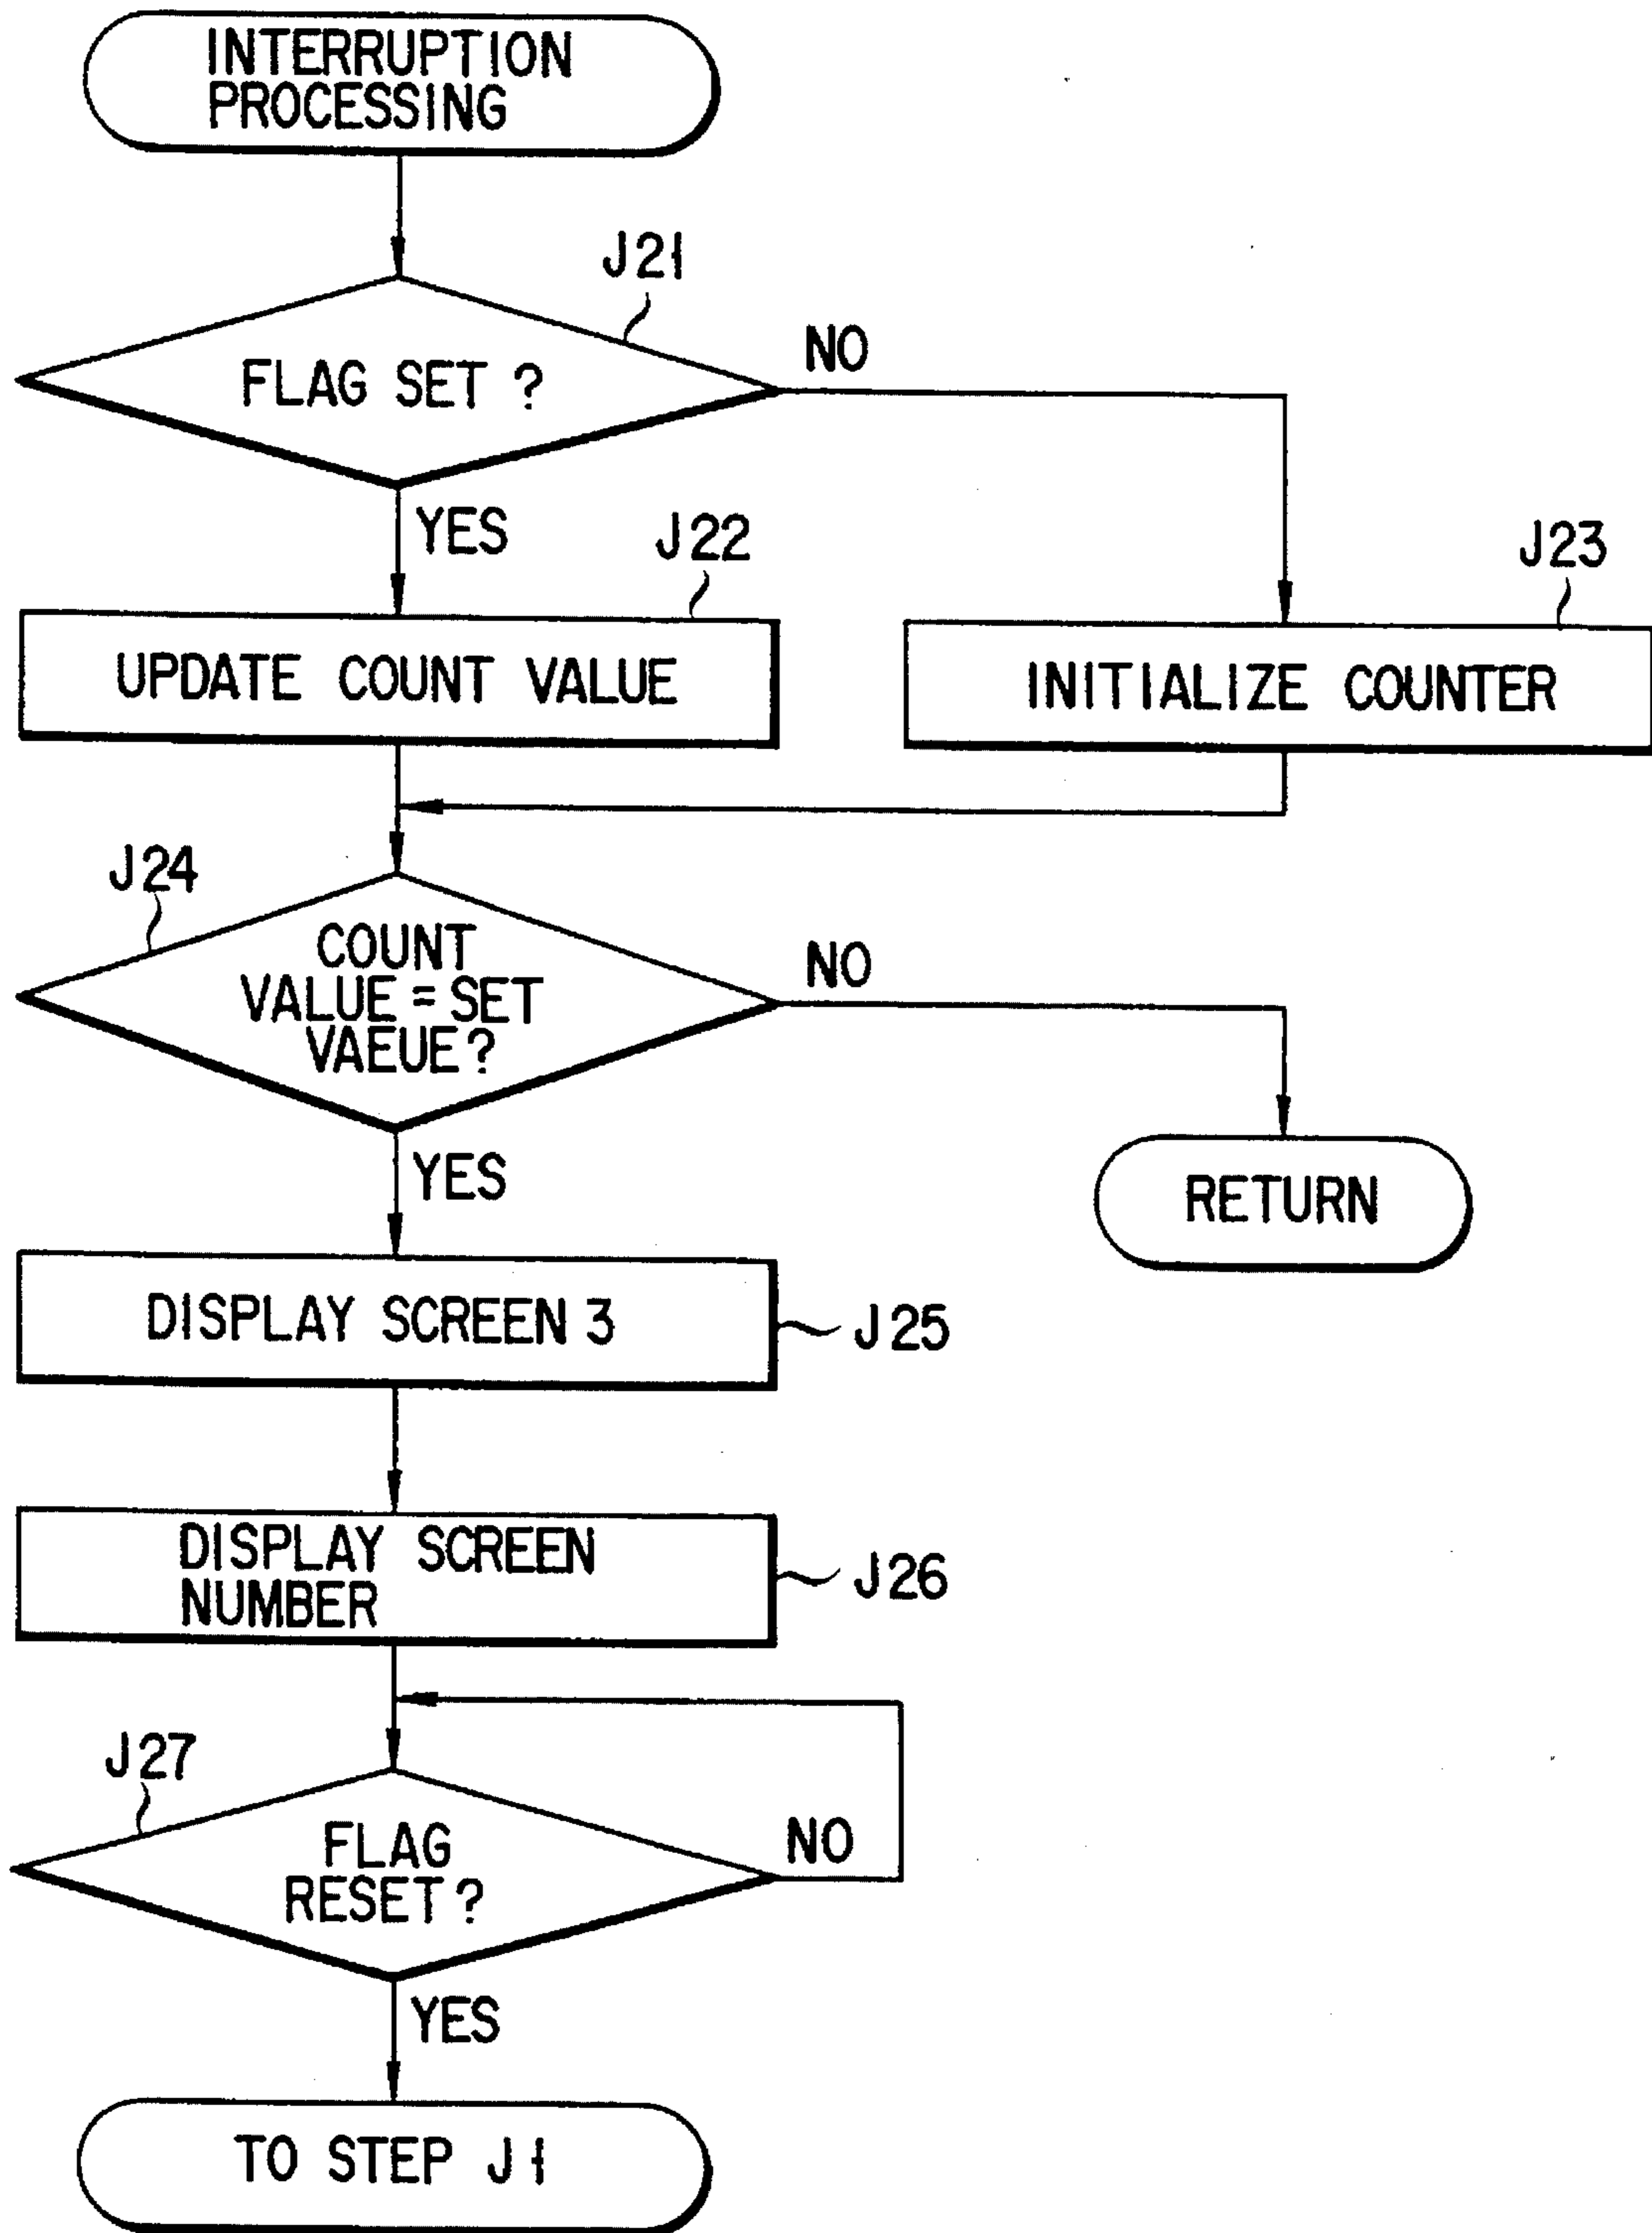 INTERRUPTION
PROCESSING
J21
FLAG SET ?
NO
YES
J22
J23
UPDATE COUNT VALUE
INITIALIZE COUNTER
J24
COUNT
VALUE = SET
VAEUE ?
NO
YES
RETURN
DISPLAY SCREEN 3
J25
DISPLAY SCREEN
NUMBER
J26
J27
FLAG
RESET ?
NO
YES
TO STEP J1